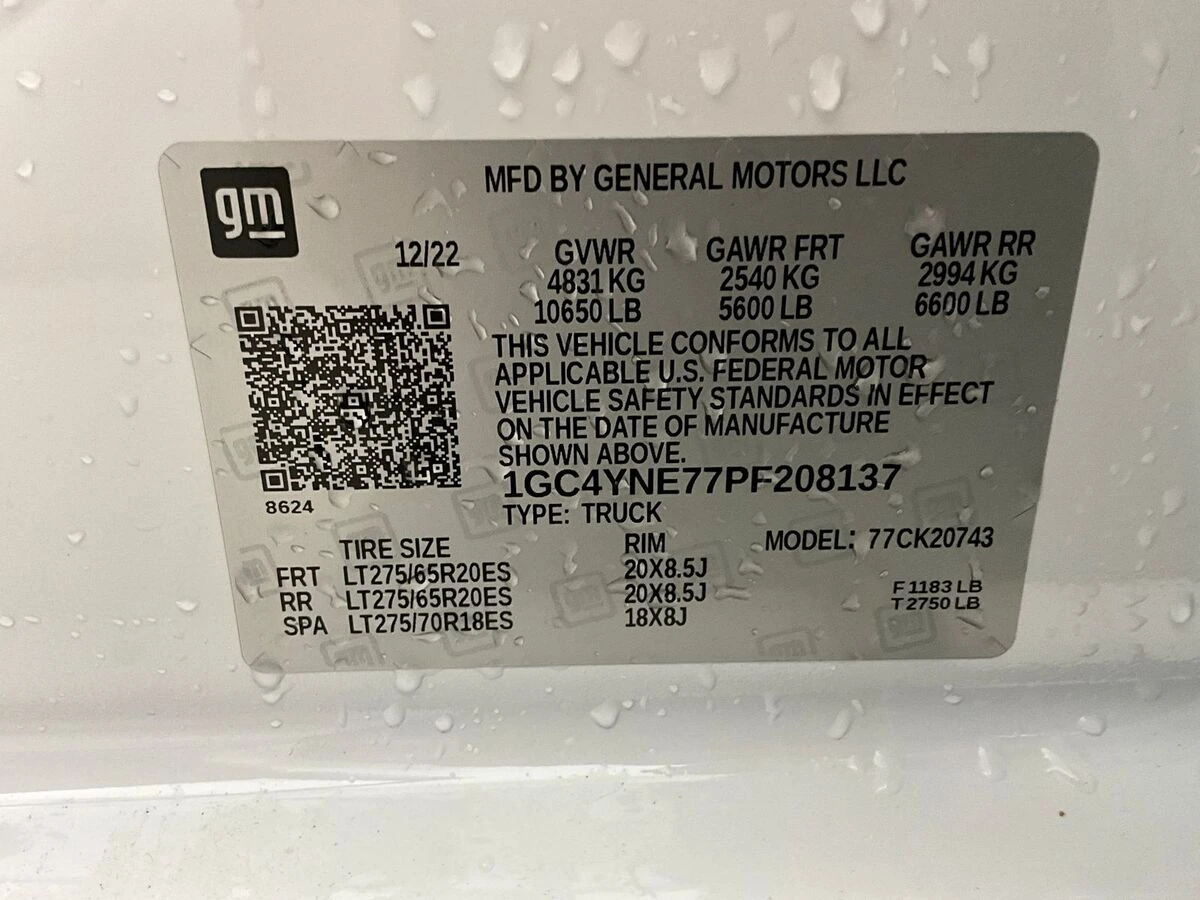 gm
MFD BY GENERAL MOTORS LLC
12/22 GVWR GAWR FRT GAWR RR
4831 KG 2540 KG 2994 KG
10650 LB 5600 LB 6600 LB
THIS VEHICLE CONFORMS TO ALL
APPLICABLE U.S. FEDERAL MOTOR
VEHICLE SAFETY STANDARDS IN EFFECT
ON THE DATE OF MANUFACTURE
SHOWN ABOVE.
1GC4YNE77PF208137
8624
TYPE: TRUCK
TIRE SIZE RIM MODEL: 77CK20743
FRT LT275/65R20ES 20X8.5J
RR LT275/65R20ES 20X8.5J
SPA LT275/70R18ES 18X8J
F 1183 LB
T 2750 LB